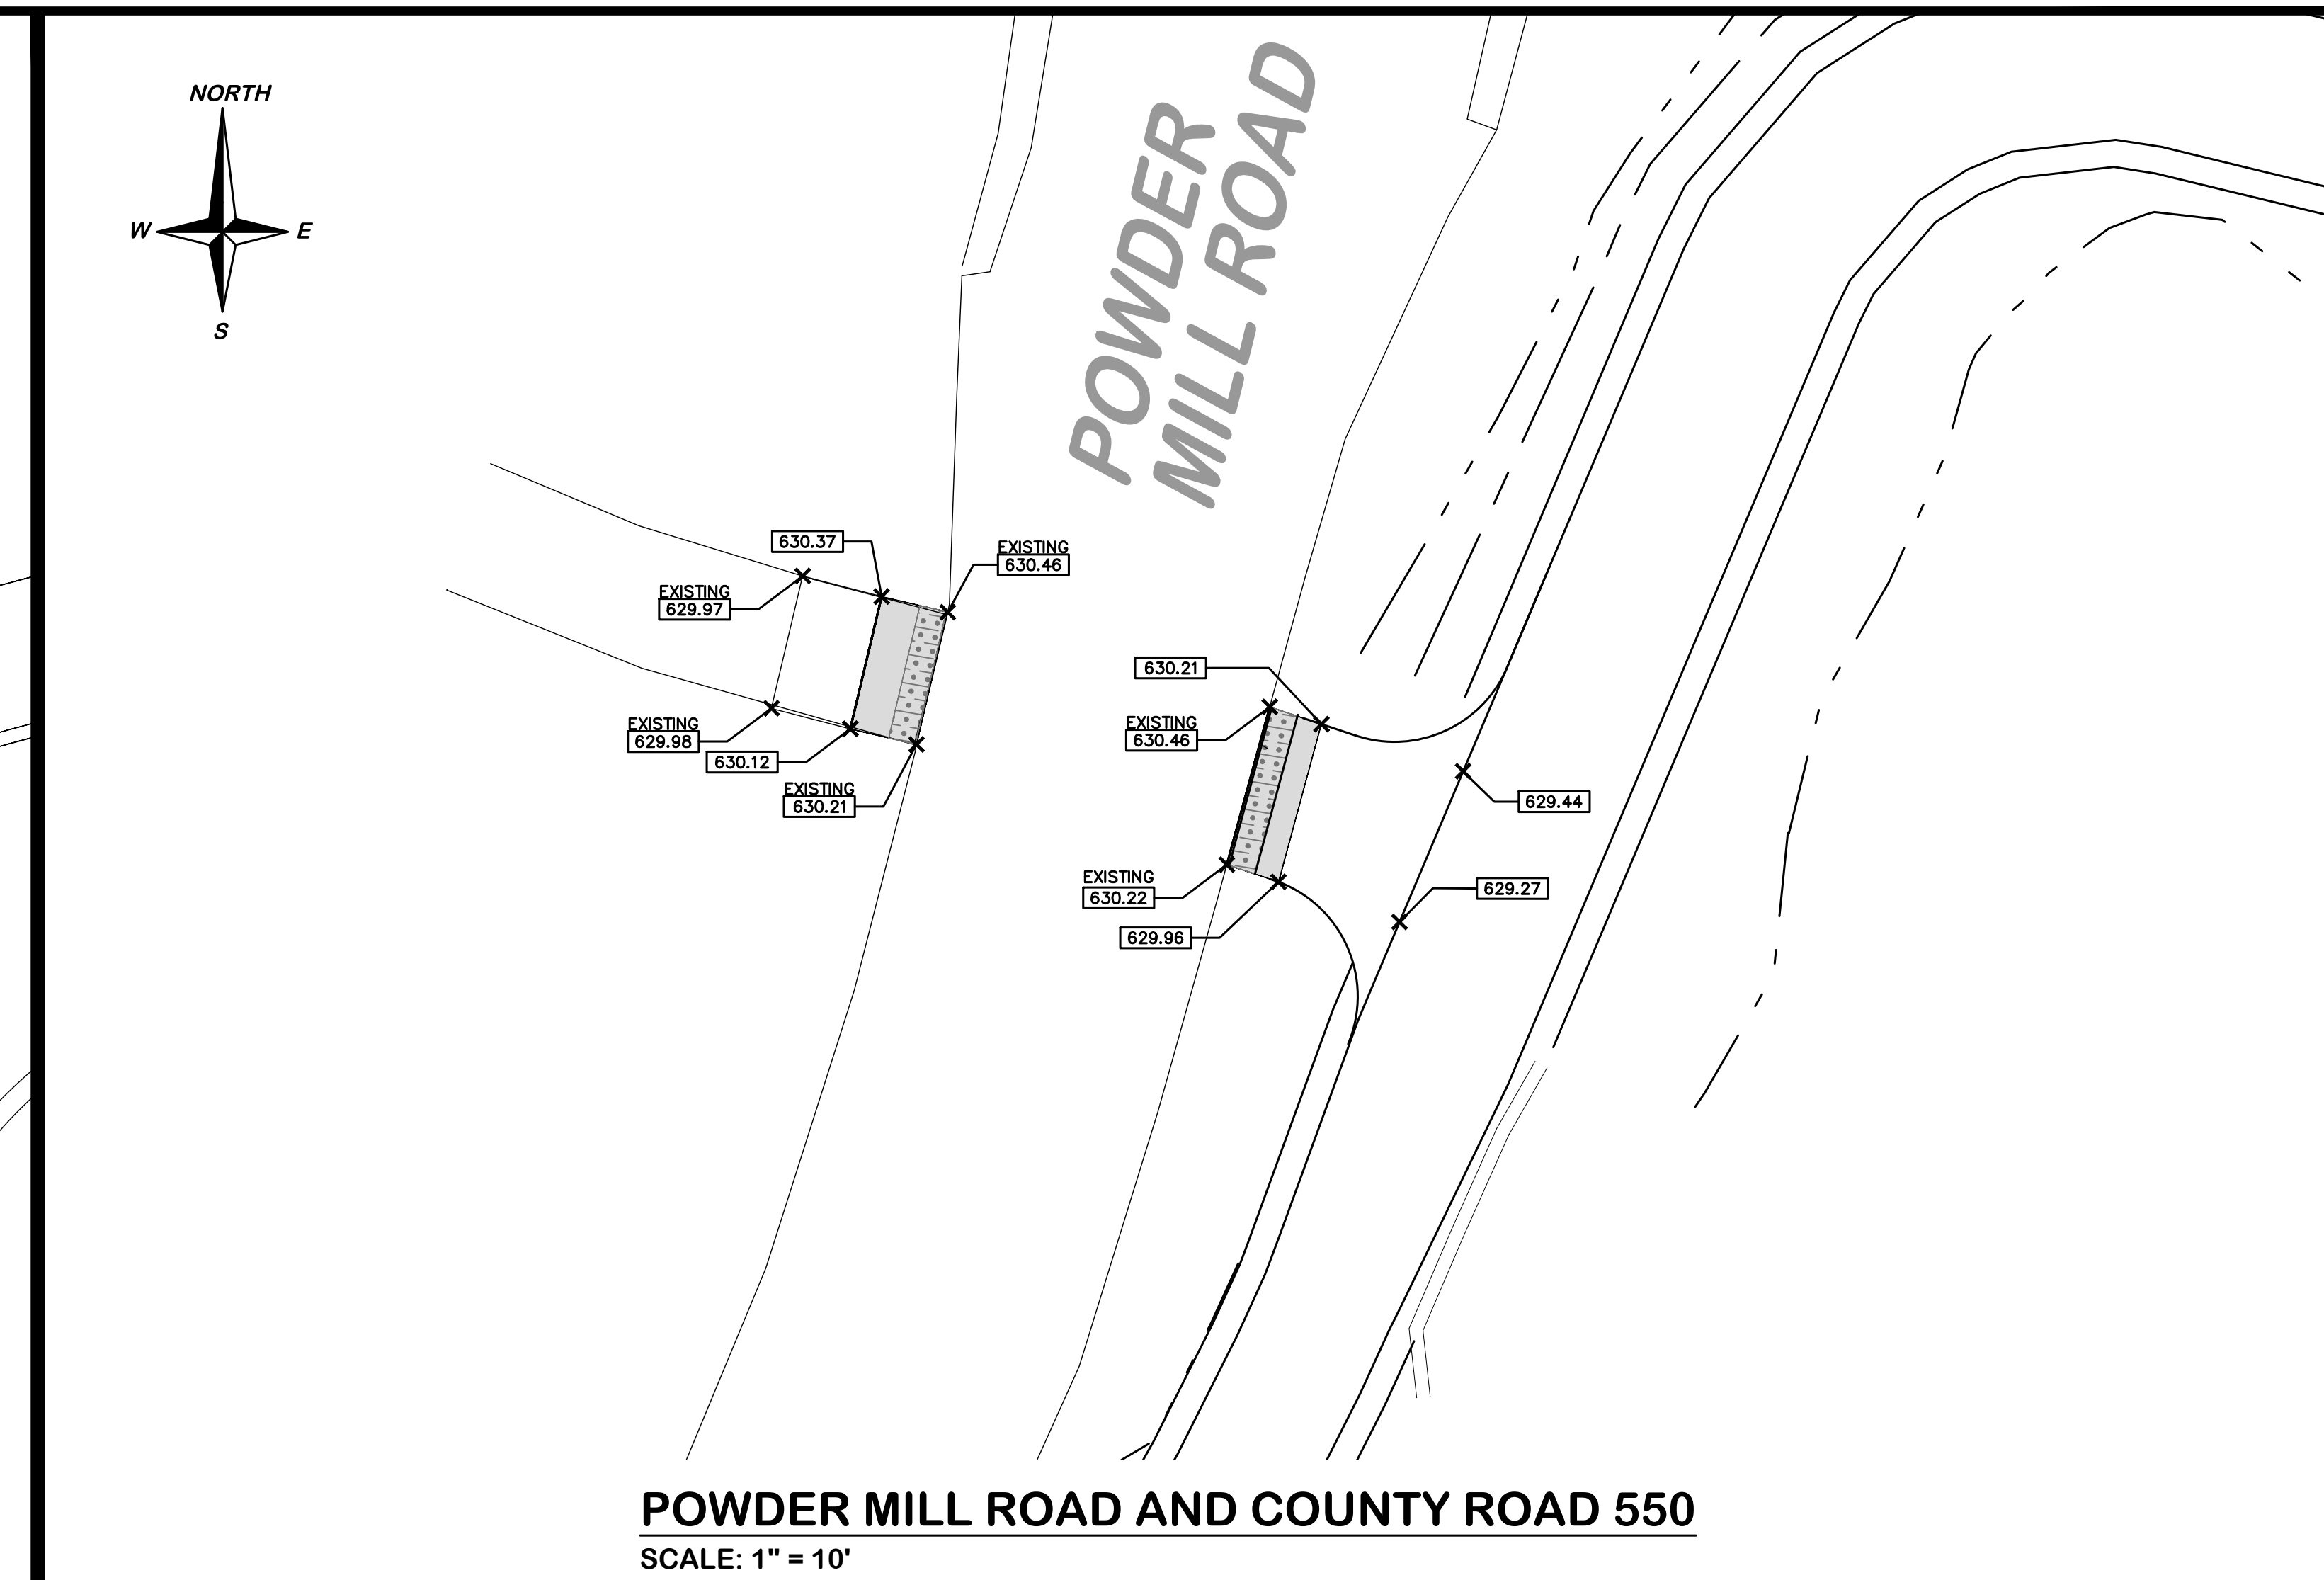 NORTH
W
E
S
POWDER
MILL ROAD
630.37
EXISTING
630.46
EXISTING
629.97
EXISTING
629.98
630.12
EXISTING
630.21
630.21
EXISTING
630.46
629.44
EXISTING
630.22
629.27
629.96
POWDER MILL ROAD AND COUNTY ROAD 550
SCALE: 1" = 10'